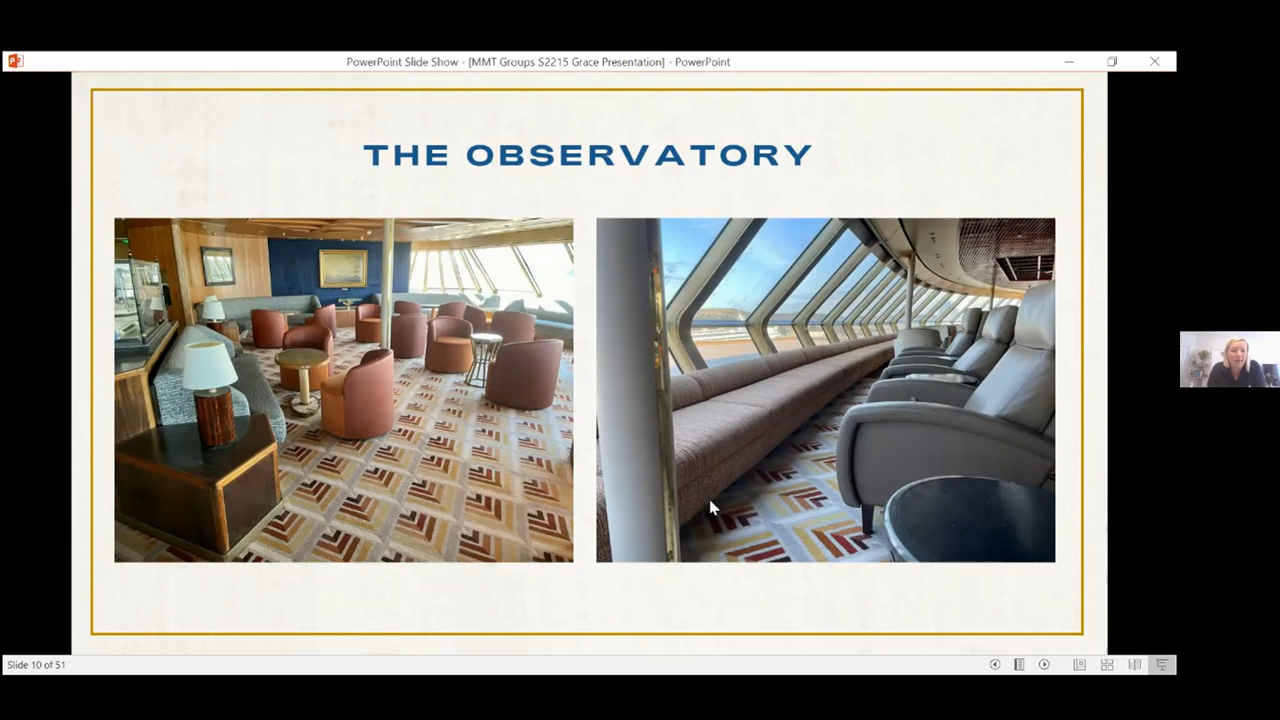 PowerPoint Slide Show - [MMT Groups S2215 Grace Presentation] - PowerPoint
THE OBSERVATORY
Slide 10 of 51